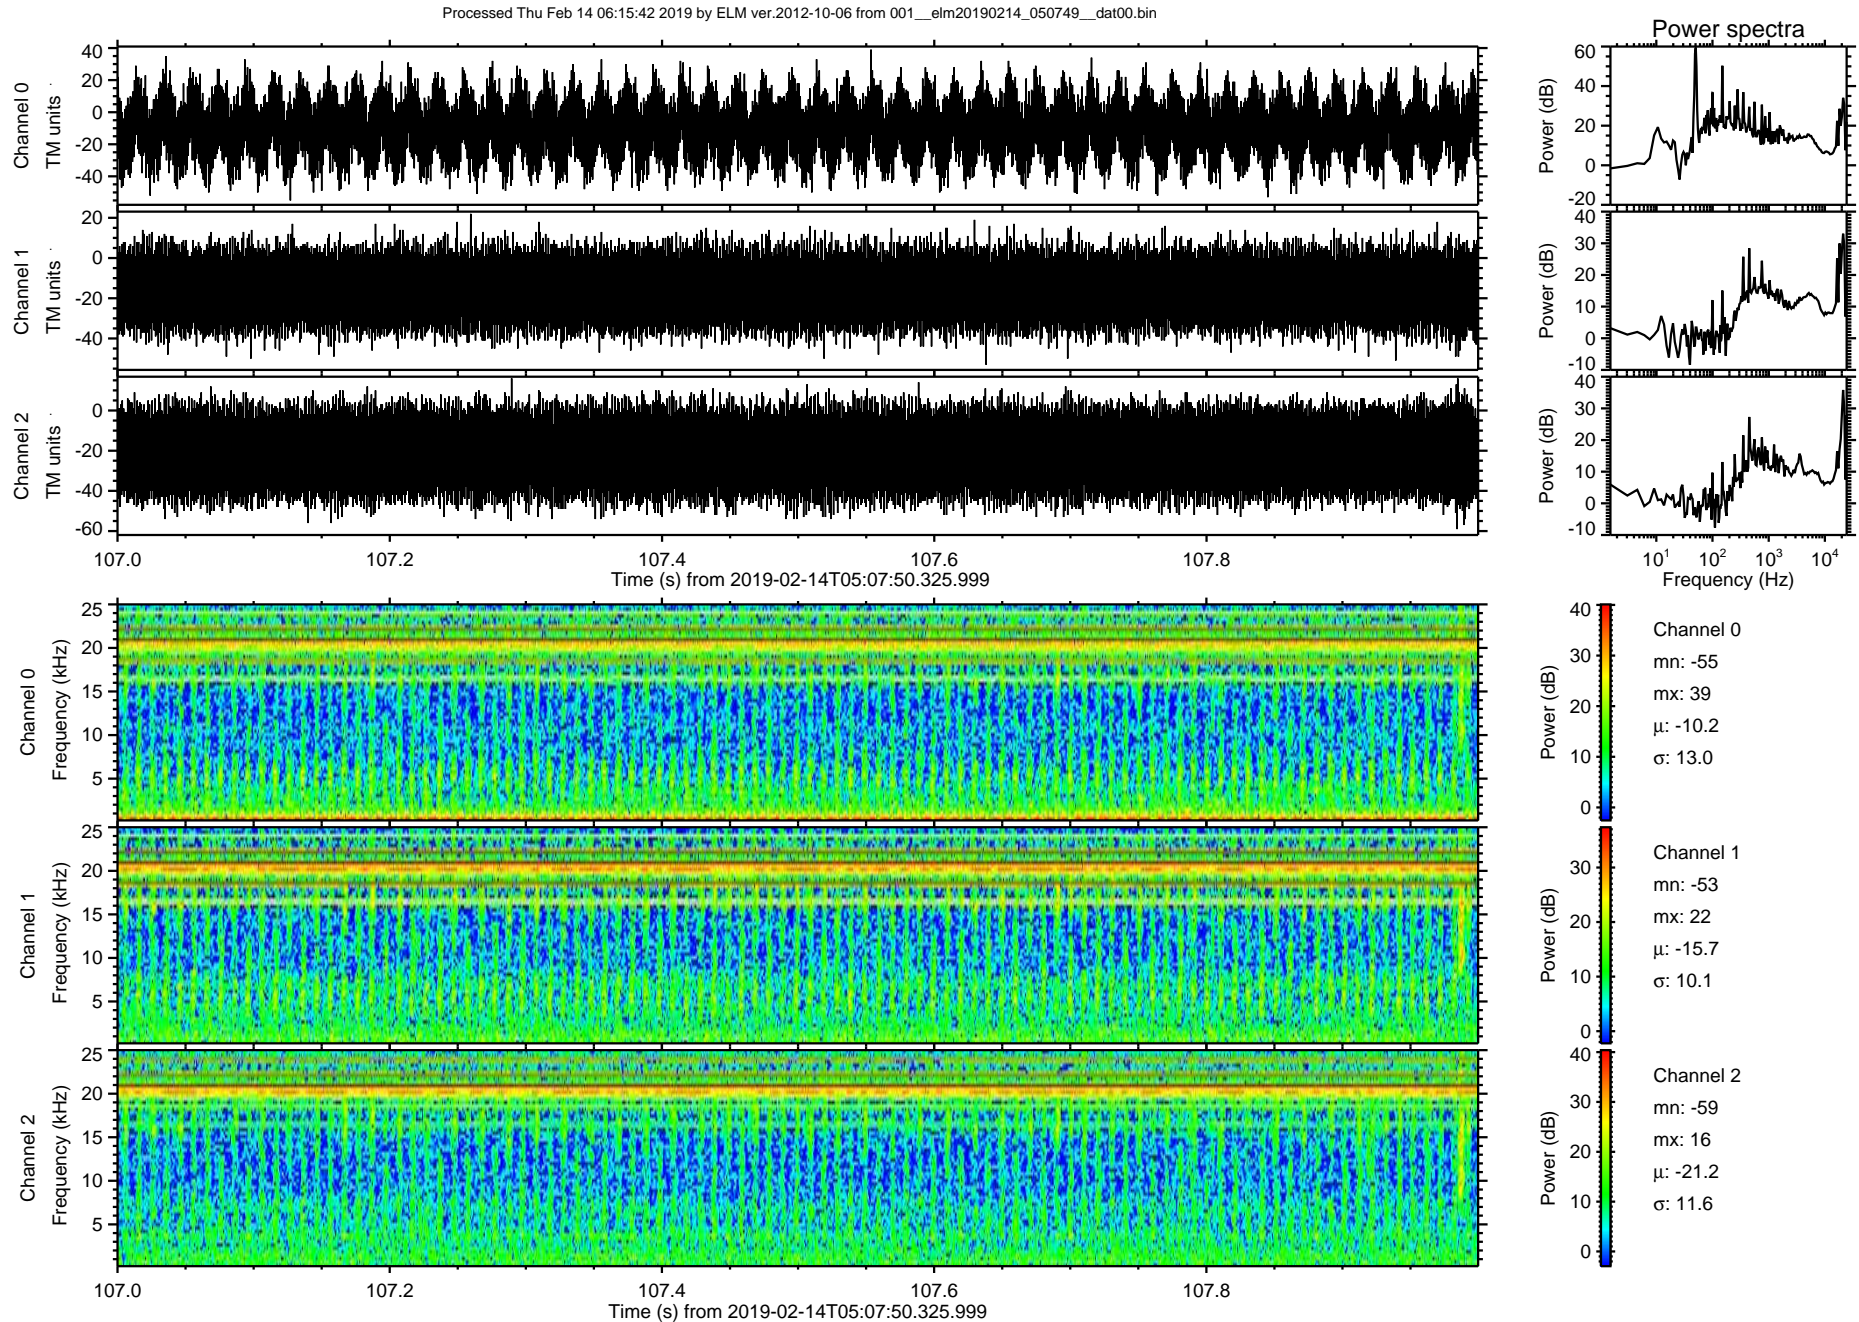 Processed Thu Feb 14 06:15:42 2019 by ELM ver.2012-10-06 from 001__elm20190214_050749__dat00.bin
Power spectra
Channel 0
TM units
40
20
0
-20
-40
Power (dB)
60
40
20
0
-20
Channel 1
TM units
20
0
-20
-40
Power (dB)
40
30
20
10
0
-10
Channel 2
TM units
0
-20
-40
-60
Power (dB)
40
30
20
10
0
-10
107.0 107.2 107.4 107.6 107.8
Time (s) from 2019-02-14T05:07:50.325.999
10^1 10^2 10^3 10^4
Frequency (Hz)
Channel 0
Frequency (kHz)
25
20
15
10
5
Power (dB)
40
30
20
10
0
Channel 0
mn: -55
mx: 39
μ: -10.2
σ: 13.0
Channel 1
Frequency (kHz)
25
20
15
10
5
Power (dB)
30
20
10
0
Channel 1
mn: -53
mx: 22
μ: -15.7
σ: 10.1
Channel 2
Frequency (kHz)
25
20
15
10
5
Power (dB)
40
30
20
10
0
Channel 2
mn: -59
mx: 16
μ: -21.2
σ: 11.6
107.0 107.2 107.4 107.6 107.8
Time (s) from 2019-02-14T05:07:50.325.999